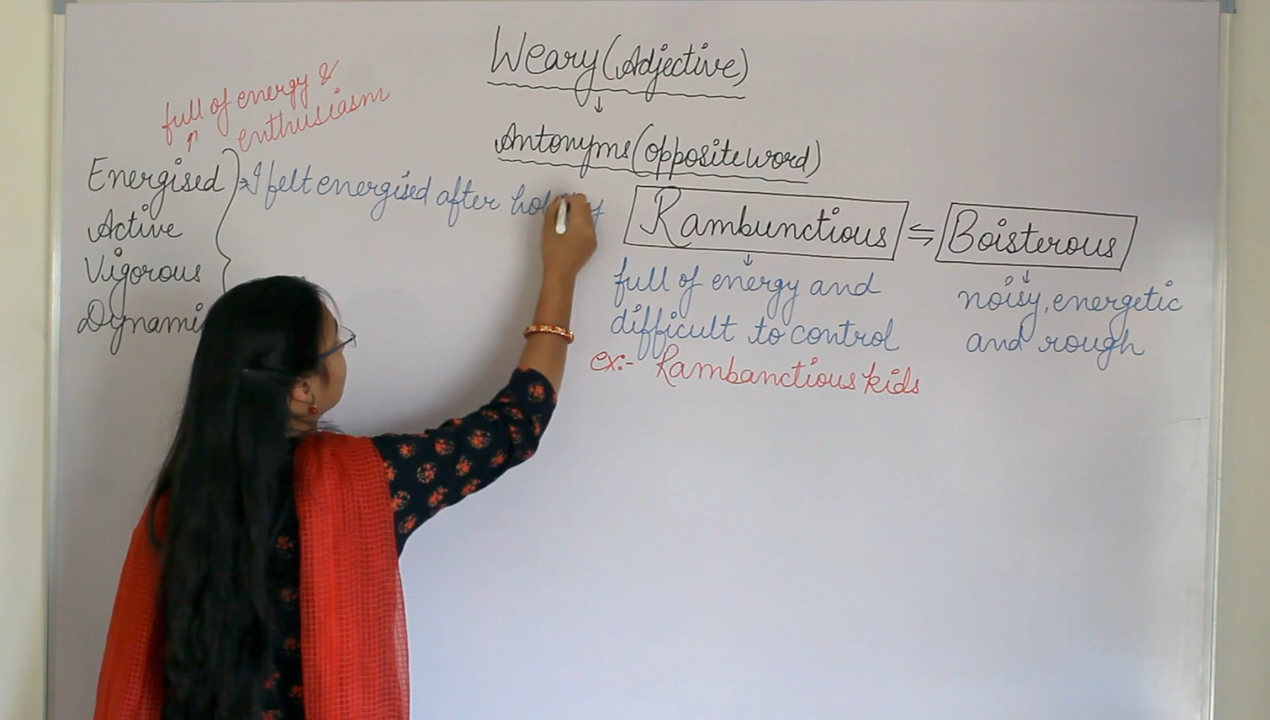 Weary (Adjective)
↓
Antonyms (opposite word)
full of energy &
enthusiasm
↑
Energised } → I felt energised after
Active
Vigorous
Rambunctious ⇋ Boisterous
↓
full of energy and
difficult to control
ex:- Rambanctious kids
↓
noisy, energetic
and rough